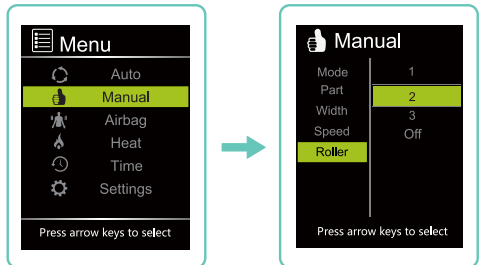 Menu
Auto
Manual
Airbag
Heat
Time
Settings
Press arrow keys to select
Manual
Mode
Part
Width
Speed
Roller
1
2
3
Off
Press arrow keys to select